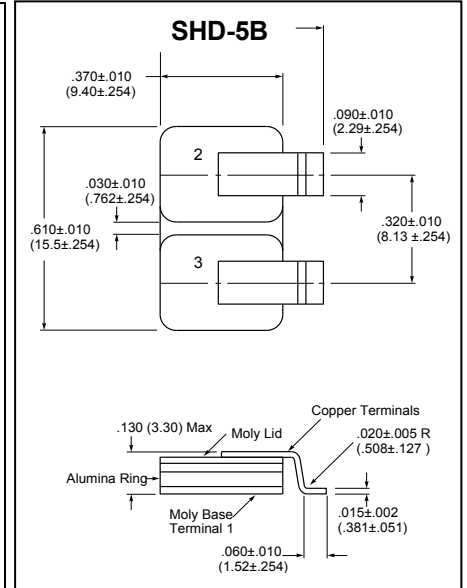 SHD-5B
.370±.010
(9.40±.254)
.090±.010
(2.29±.254)
2
.030±.010
(.762±.254)
.610±.010
(15.5±.254)
.320±.010
(8.13 ±.254)
3
Copper Terminals
.130 (3.30) Max
Moly Lid
.020±.005 R
(.508±.127 )
Alumina Ring
Moly Base
Terminal 1
.015±.002
(.381±.051)
.060±.010
(1.52±.254)